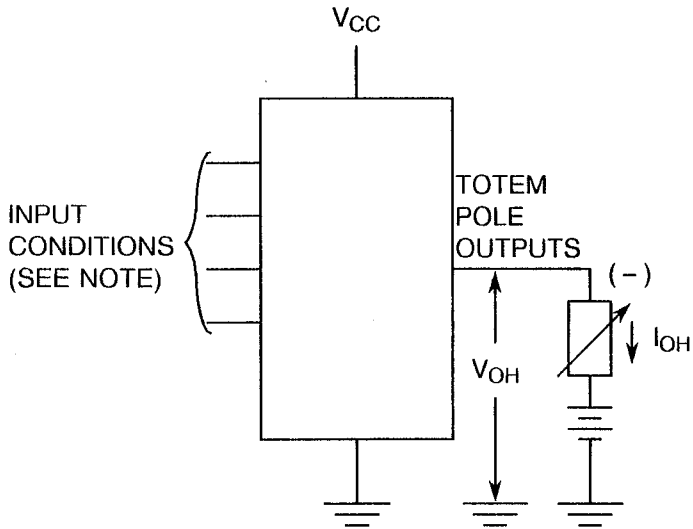 VCC
INPUT
CONDITIONS
(SEE NOTE)
TOTEM
POLE
OUTPUTS
(−)
IOH
VOH